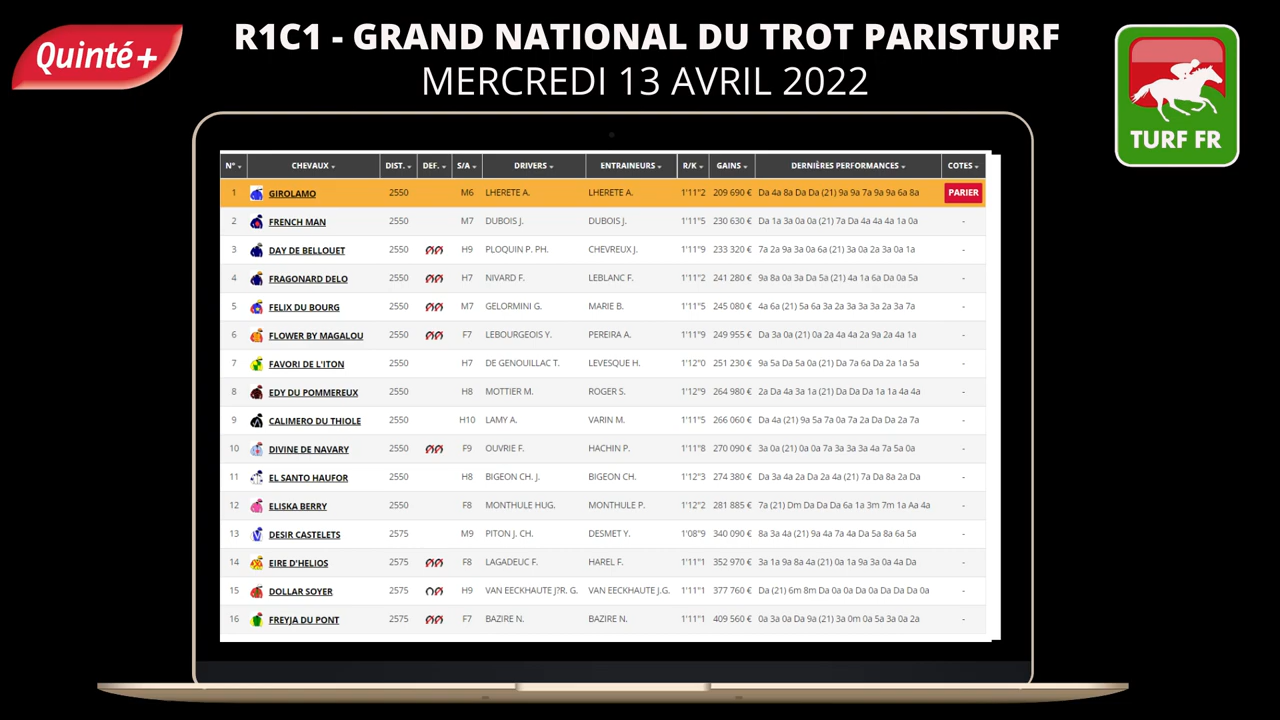 Quinté+
R1C1 - GRAND NATIONAL DU TROT PARISTURF
MERCREDI 13 AVRIL 2022
TURF FR
N° CHEVAUX DIST. DEF. S/A DRIVERS ENTRAINEURS R/K GAINS DERNIÈRES PERFORMANCES COTES
1 GIROLAMO 2550 M6 LHERETE A. LHERETE A. 1'11"2 209 690 € Da 4a 8a Da Da (21) 9a 9a 7a 9a 9a 6a 8a PARIER
2 FRENCH MAN 2550 M7 DUBOIS J. DUBOIS J. 1'11"5 230 630 € Da 1a 3a 0a 0a (21) 7a Da 4a 4a 4a 1a 0a -
3 DAY DE BELLOUET 2550 H9 PLOQUIN P. PH. CHEVREUX J. 1'11"9 233 320 € 7a 2a 9a 3a 0a 6a (21) 3a 0a 2a 3a 0a 1a -
4 FRAGONARD DELO 2550 H7 NIVARD F. LEBLANC F. 1'11"2 241 280 € 9a 8a 0a 3a Da 5a (21) 4a 1a 6a Da 0a 5a -
5 FELIX DU BOURG 2550 M7 GELORMINI G. MARIE B. 1'11"5 245 080 € 4a 6a (21) 5a 6a 3a 2a 3a 3a 3a 2a 3a 7a -
6 FLOWER BY MAGALOU 2550 F7 LEBOURGEOIS Y. PEREIRA A. 1'11"9 249 955 € Da 3a 0a (21) 0a 2a 4a 4a 2a 9a 2a 4a 1a -
7 FAVORI DE L'ITON 2550 H7 DE GENOUILLAC T. LEVESQUE H. 1'12"0 251 230 € 9a 5a Da 5a 0a (21) Da 7a 6a Da 2a 1a 5a -
8 EDY DU POMMEREUX 2550 H8 MOTTIER M. ROGER S. 1'12"9 264 980 € 2a Da 4a 3a 1a (21) Da Da Da 1a 1a 4a 4a -
9 CALIMERO DU THIOLE 2550 H10 LAMY A. VARIN M. 1'11"5 266 060 € Da 4a (21) 9a 5a 7a 0a 7a 2a Da Da 2a 7a -
10 DIVINE DE NAVARY 2550 F9 OUVRIE F. HACHIN P. 1'11"8 270 090 € 3a 0a (21) 0a 0a 7a 3a 3a 3a 4a 7a 5a 0a -
11 EL SANTO HAUFOR 2550 H8 BIGEON CH. J. BIGEON CH. 1'12"3 274 380 € Da 3a 4a 2a Da 2a 4a (21) 7a Da 8a 2a Da -
12 ELISKA BERRY 2550 F8 MONTHULE HUG. MONTHULE P. 1'12"2 281 885 € 7a (21) Dm Da Da Da 6a 1a 3m 7m 1a Aa 4a -
13 DESIR CASTELETS 2575 M9 PITON J. CH. DESMET Y. 1'08"9 340 090 € 8a 3a 4a (21) 9a 4a 7a 4a Da 5a 8a 6a 5a -
14 EIRE D'HELIOS 2575 F8 LAGADEUC F. HAREL F. 1'11"1 352 970 € 3a 1a 9a 8a 4a (21) 0a 1a 9a 3a 0a 4a Da -
15 DOLLAR SOYER 2575 H9 VAN EECKHAUTE J?R. G. VAN EECKHAUTE J.G. 1'11"1 377 760 € Da (21) 6m 8m Da 0a 0a Da 0a Da Da Da 0a -
16 FREYJA DU PONT 2575 F7 BAZIRE N. BAZIRE N. 1'11"1 409 560 € 0a 3a 0a Da 9a (21) 3a 0m 0a 5a 3a 0a 2a -